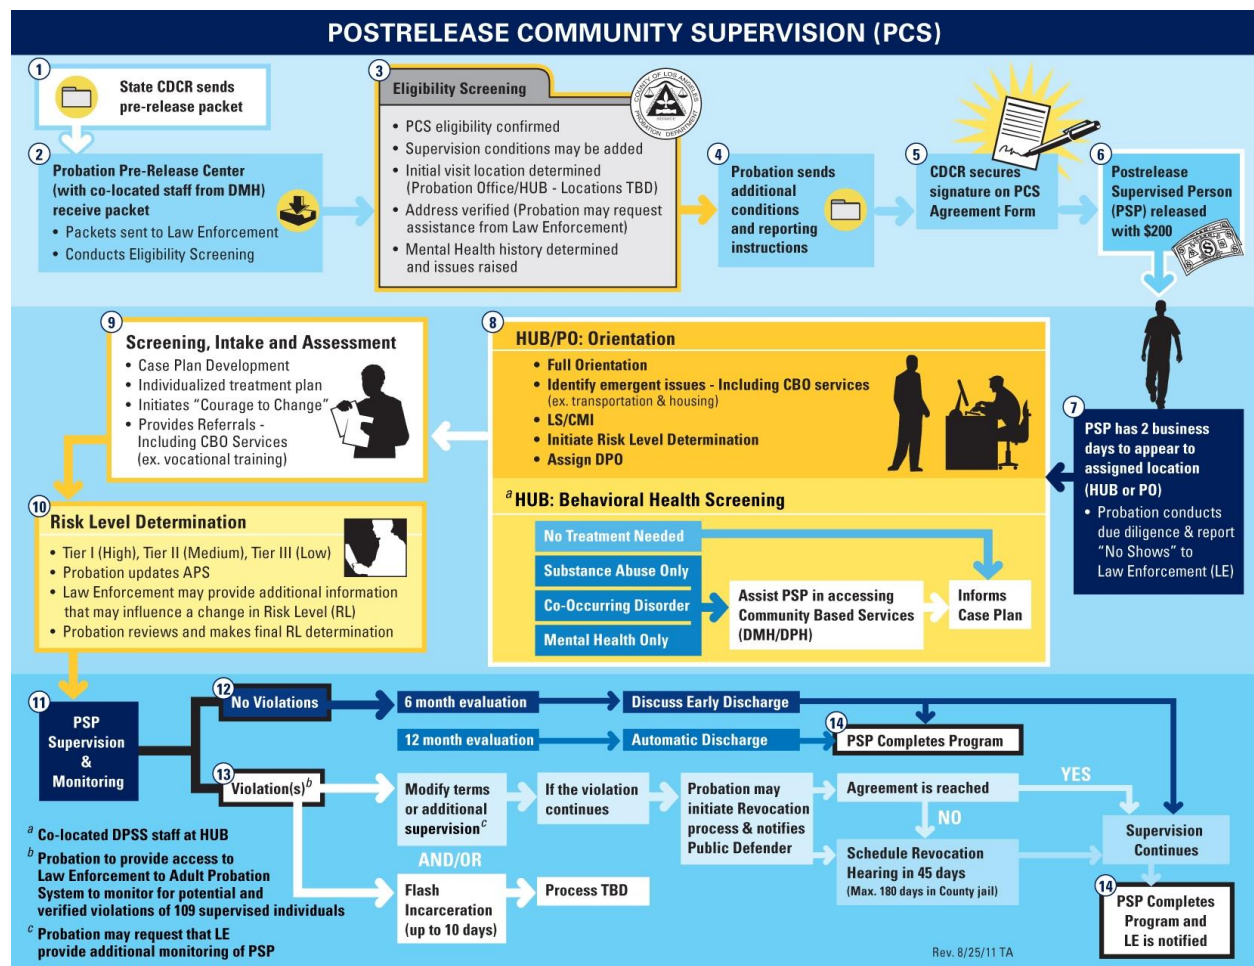 POSTRELEASE COMMUNITY SUPERVISION (PCS)
1
State CDCR sends
pre-release packet
2
Probation Pre-Release Center
(with co-located staff from DMH)
receive packet
• Packets sent to Law Enforcement
• Conducts Eligibility Screening
3
Eligibility Screening
COUNTY OF LOS ANGELES
PROBATION DEPARTMENT
• PCS eligibility confirmed
• Supervision conditions may be added
• Initial visit location determined
(Probation Office/HUB - Locations TBD)
• Address verified (Probation may request
assistance from Law Enforcement)
• Mental Health history determined
and issues raised
4
Probation sends
additional
conditions
and reporting
instructions
5
CDCR secures
signature on PCS
Agreement Form
6
Postrelease
Supervised Person
(PSP) released
with $200
7
PSP has 2 business
days to appear to
assigned location
(HUB or PO)
• Probation conducts
due diligence & report
“No Shows” to
Law Enforcement (LE)
8
HUB/PO: Orientation
• Full Orientation
• Identify emergent issues - Including CBO services
(ex. transportation & housing)
• LS/CMI
• Initiate Risk Level Determination
• Assign DPO
a HUB: Behavioral Health Screening
No Treatment Needed
Substance Abuse Only
Co-Occurring Disorder
Mental Health Only
Assist PSP in accessing
Community Based Services
(DMH/DPH)
Informs
Case Plan
9
Screening, Intake and Assessment
• Case Plan Development
• Individualized treatment plan
• Initiates “Courage to Change”
• Provides Referrals -
Including CBO Services
(ex. vocational training)
10
Risk Level Determination
• Tier I (High), Tier II (Medium), Tier III (Low)
• Probation updates APS
• Law Enforcement may provide additional information
that may influence a change in Risk Level (RL)
• Probation reviews and makes final RL determination
11
PSP
Supervision
&
Monitoring
12
No Violations
6 month evaluation
Discuss Early Discharge
12 month evaluation
Automatic Discharge
14
PSP Completes Program
13
Violation(s)b
Modify terms
or additional
supervisionc
If the violation
continues
Probation may
initiate Revocation
process & notifies
Public Defender
Agreement is reached
YES
NO
Schedule Revocation
Hearing in 45 days
(Max. 180 days in County jail)
Supervision
Continues
14
PSP Completes
Program and
LE is notified
AND/OR
Flash
Incarceration
(up to 10 days)
Process TBD
a Co-located DPSS staff at HUB
b Probation to provide access to
Law Enforcement to Adult Probation
System to monitor for potential and
verified violations of 109 supervised individuals
c Probation may request that LE
provide additional monitoring of PSP
Rev. 8/25/11 TA